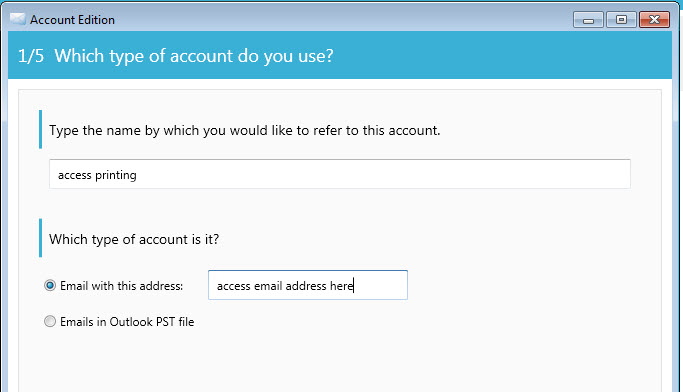 Account Edition
1/5 Which type of account do you use?
Type the name by which you would like to refer to this account.
access printing
Which type of account is it?
Email with this address: access email address here
Emails in Outlook PST file